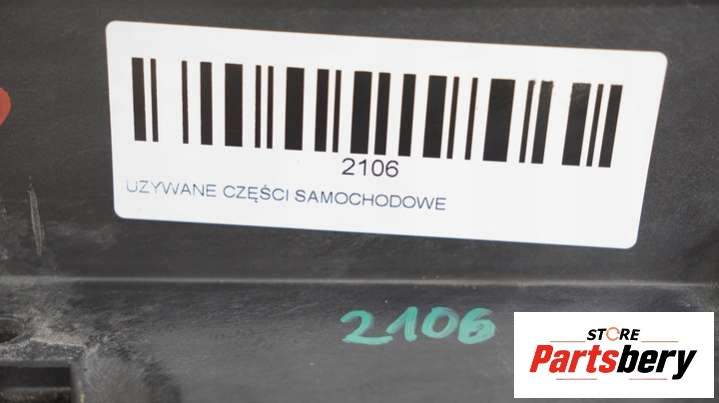 2106
UZYWANE CZĘŚCI SAMOCHODOWE
2106
STORE
Partsbery